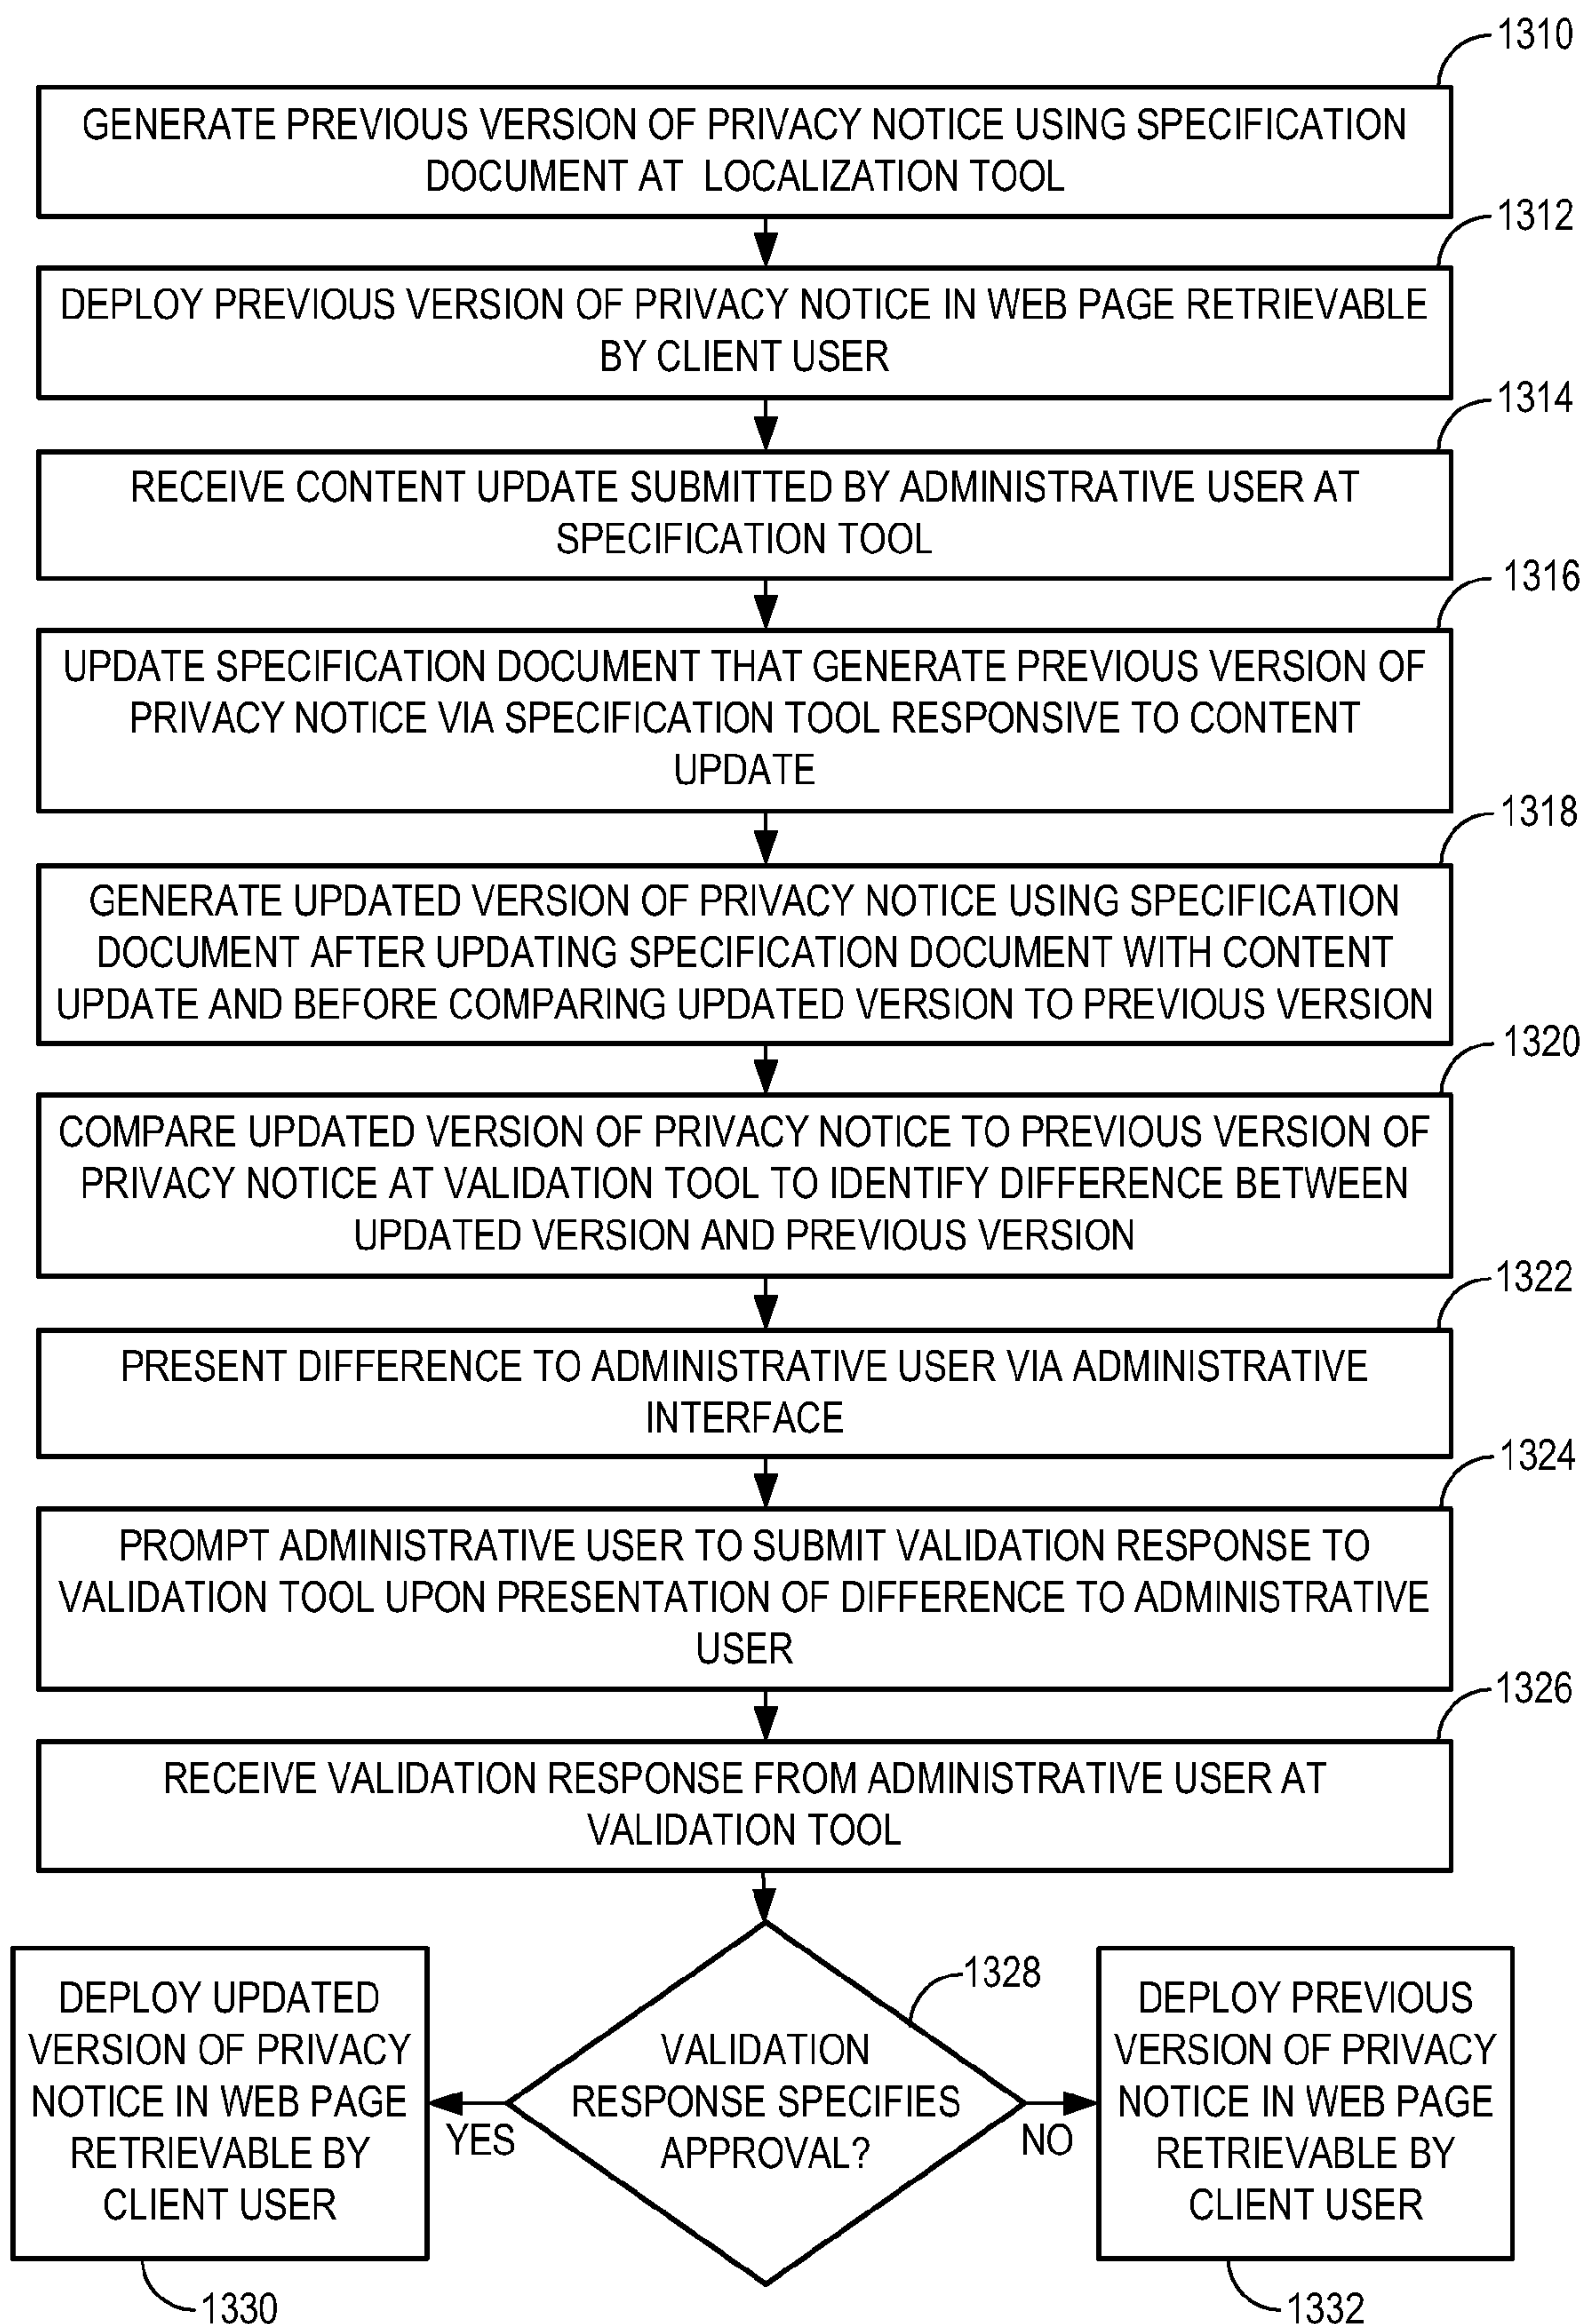 1310
GENERATE PREVIOUS VERSION OF PRIVACY NOTICE USING SPECIFICATION
DOCUMENT AT LOCALIZATION TOOL
1312
DEPLOY PREVIOUS VERSION OF PRIVACY NOTICE IN WEB PAGE RETRIEVABLE
BY CLIENT USER
1314
RECEIVE CONTENT UPDATE SUBMITTED BY ADMINISTRATIVE USER AT
SPECIFICATION TOOL
1316
UPDATE SPECIFICATION DOCUMENT THAT GENERATE PREVIOUS VERSION OF
PRIVACY NOTICE VIA SPECIFICATION TOOL RESPONSIVE TO CONTENT
UPDATE
1318
GENERATE UPDATED VERSION OF PRIVACY NOTICE USING SPECIFICATION
DOCUMENT AFTER UPDATING SPECIFICATION DOCUMENT WITH CONTENT
UPDATE AND BEFORE COMPARING UPDATED VERSION TO PREVIOUS VERSION
1320
COMPARE UPDATED VERSION OF PRIVACY NOTICE TO PREVIOUS VERSION OF
PRIVACY NOTICE AT VALIDATION TOOL TO IDENTIFY DIFFERENCE BETWEEN
UPDATED VERSION AND PREVIOUS VERSION
1322
PRESENT DIFFERENCE TO ADMINISTRATIVE USER VIA ADMINISTRATIVE
INTERFACE
1324
PROMPT ADMINISTRATIVE USER TO SUBMIT VALIDATION RESPONSE TO
VALIDATION TOOL UPON PRESENTATION OF DIFFERENCE TO ADMINISTRATIVE
USER
1326
RECEIVE VALIDATION RESPONSE FROM ADMINISTRATIVE USER AT
VALIDATION TOOL
1328
VALIDATION
RESPONSE SPECIFIES
APPROVAL?
YES
NO
DEPLOY UPDATED
VERSION OF PRIVACY
NOTICE IN WEB PAGE
RETRIEVABLE BY
CLIENT USER
1330
DEPLOY PREVIOUS
VERSION OF PRIVACY
NOTICE IN WEB PAGE
RETRIEVABLE BY
CLIENT USER
1332